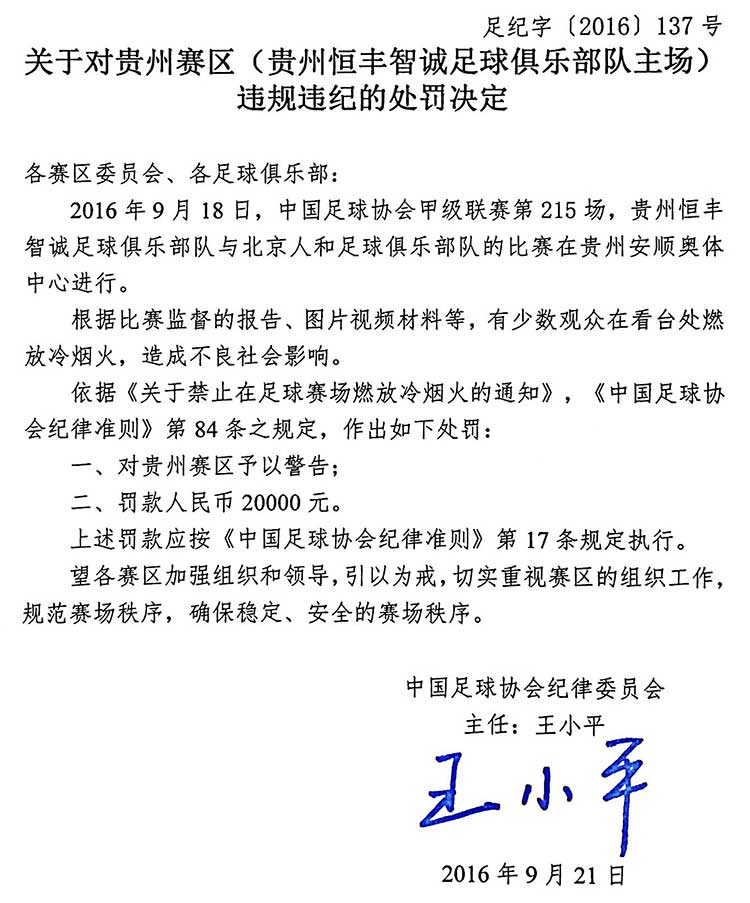 足纪字〔2016〕137 号
关于对贵州赛区（贵州恒丰智诚足球俱乐部队主场）
违规违纪的处罚决定
各赛区委员会、各足球俱乐部：
2016 年 9 月 18 日，中国足球协会甲级联赛第 215 场，贵州恒丰
智诚足球俱乐部队与北京人和足球俱乐部队的比赛在贵州安顺奥体
中心进行。
根据比赛监督的报告、图片视频材料等，有少数观众在看台处燃
放冷烟火，造成不良社会影响。
依据《关于禁止在足球赛场燃放冷烟火的通知》，《中国足球协
会纪律准则》第 84 条之规定，作出如下处罚：
一、对贵州赛区予以警告；
二、罚款人民币 20000 元。
上述罚款应按《中国足球协会纪律准则》第 17 条规定执行。
望各赛区加强组织和领导，引以为戒，切实重视赛区的组织工作，
规范赛场秩序，确保稳定、安全的赛场秩序。
中国足球协会纪律委员会
主任：王小平
王小平
2016 年 9 月 21 日